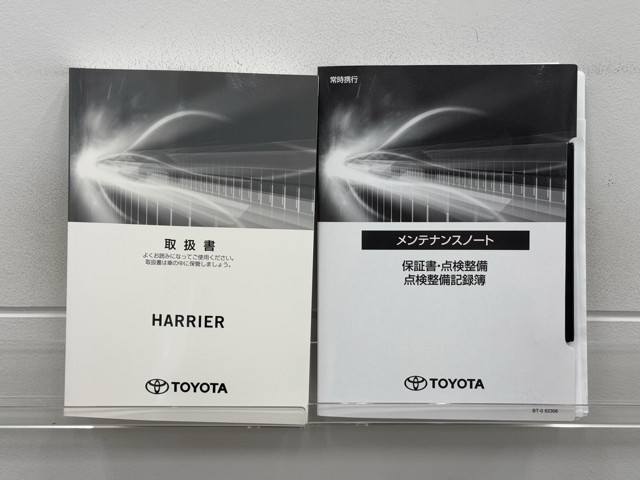 取扱書
よくお読みになってご使用ください。
取扱書は車の中に保管しましょう。
HARRIER
TOYOTA
常時携行
メンテナンスノート
保証書・点検整備
点検整備記録簿
TOYOTA
BT-G 62306